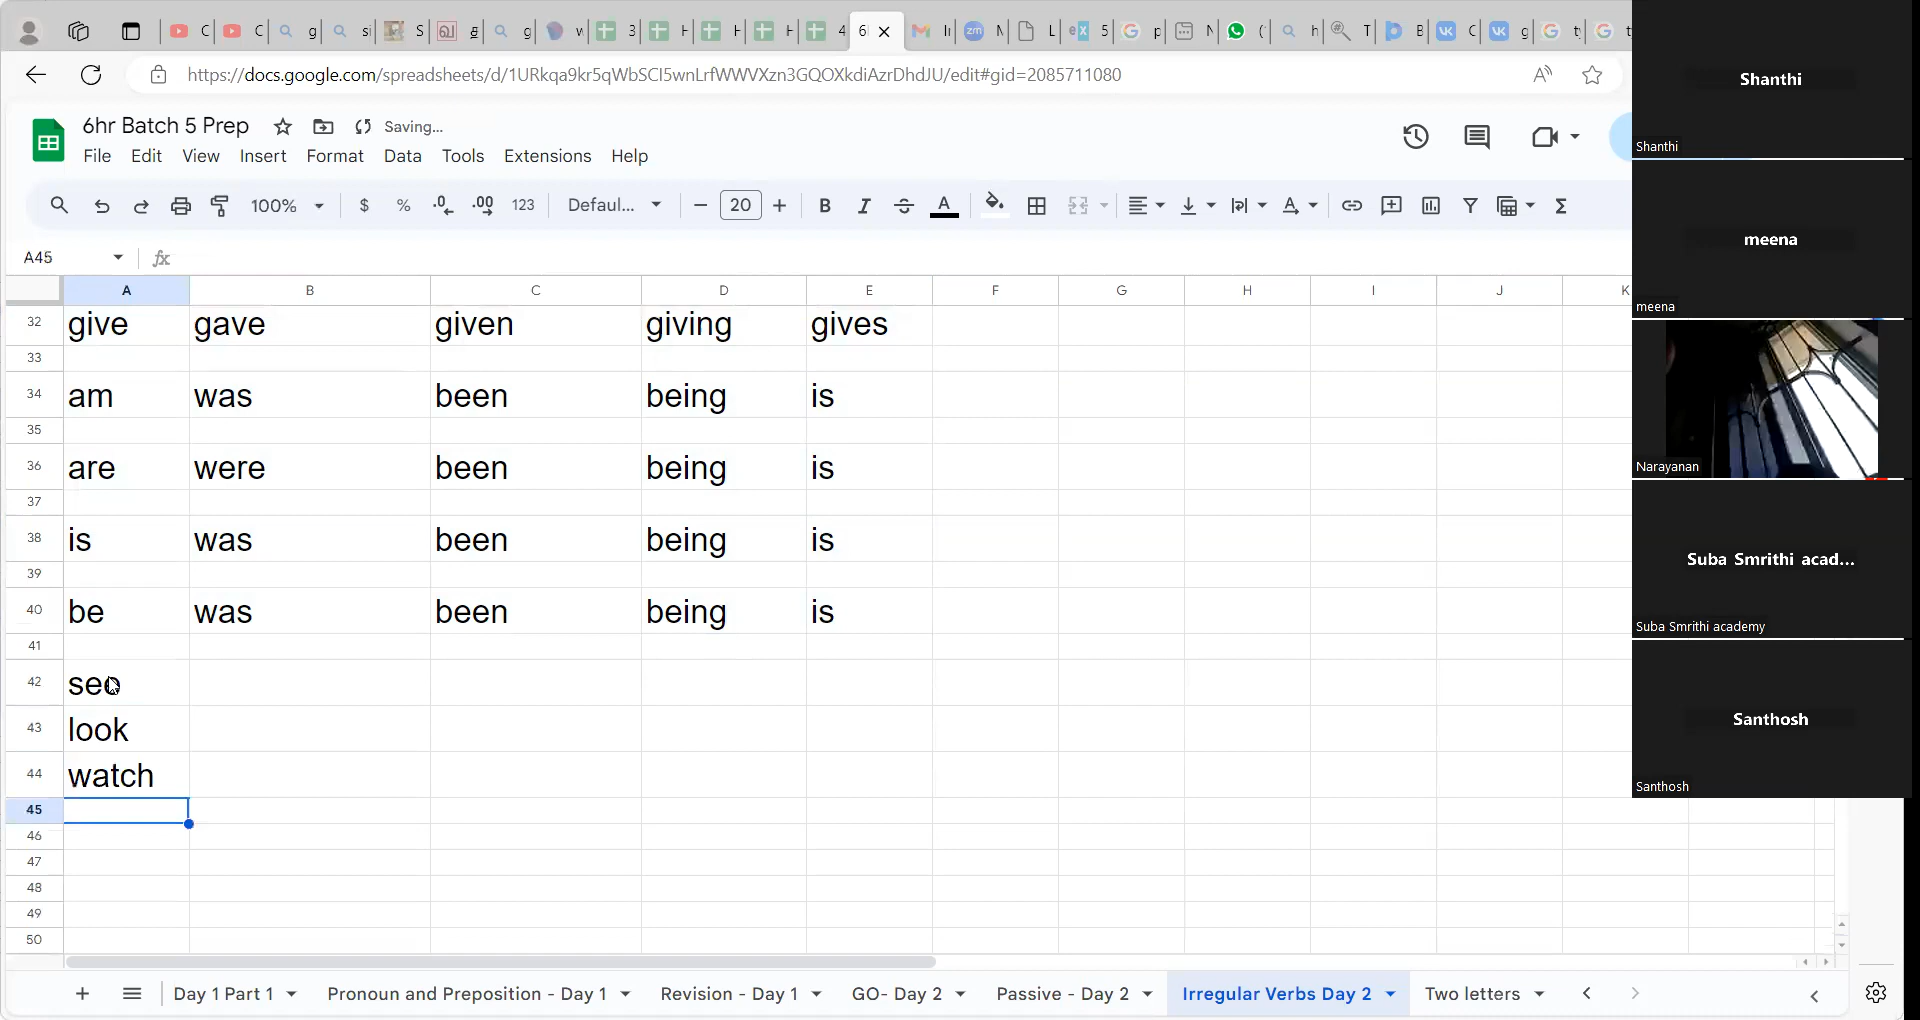 https://docs.google.com/spreadsheets/d/1URkqa9kr5qWbSCI5wnLrfWWVXzn3GQOXkdiAzrDhdJU/edit#gid=2085711080
6hr Batch 5 Prep Saving...
File Edit View Insert Format Data Tools Extensions Help
100% $ % .0 .00 123 Defaul... 20 B I A
A45 fx
A B C D E F G H I J K
32 give gave given giving gives
33
34 am was been being is
35
36 are were been being is
37
38 is was been being is
39
40 be was been being is
41
42 see
43 look
44 watch
45
46
47
48
49
50
Day 1 Part 1 Pronoun and Preposition - Day 1 Revision - Day 1 GO- Day 2 Passive - Day 2 Irregular Verbs Day 2 Two letters
Shanthi
Shanthi
meena
meena
Narayanan
Suba Smrithi acad...
Suba Smrithi academy
Santhosh
Santhosh